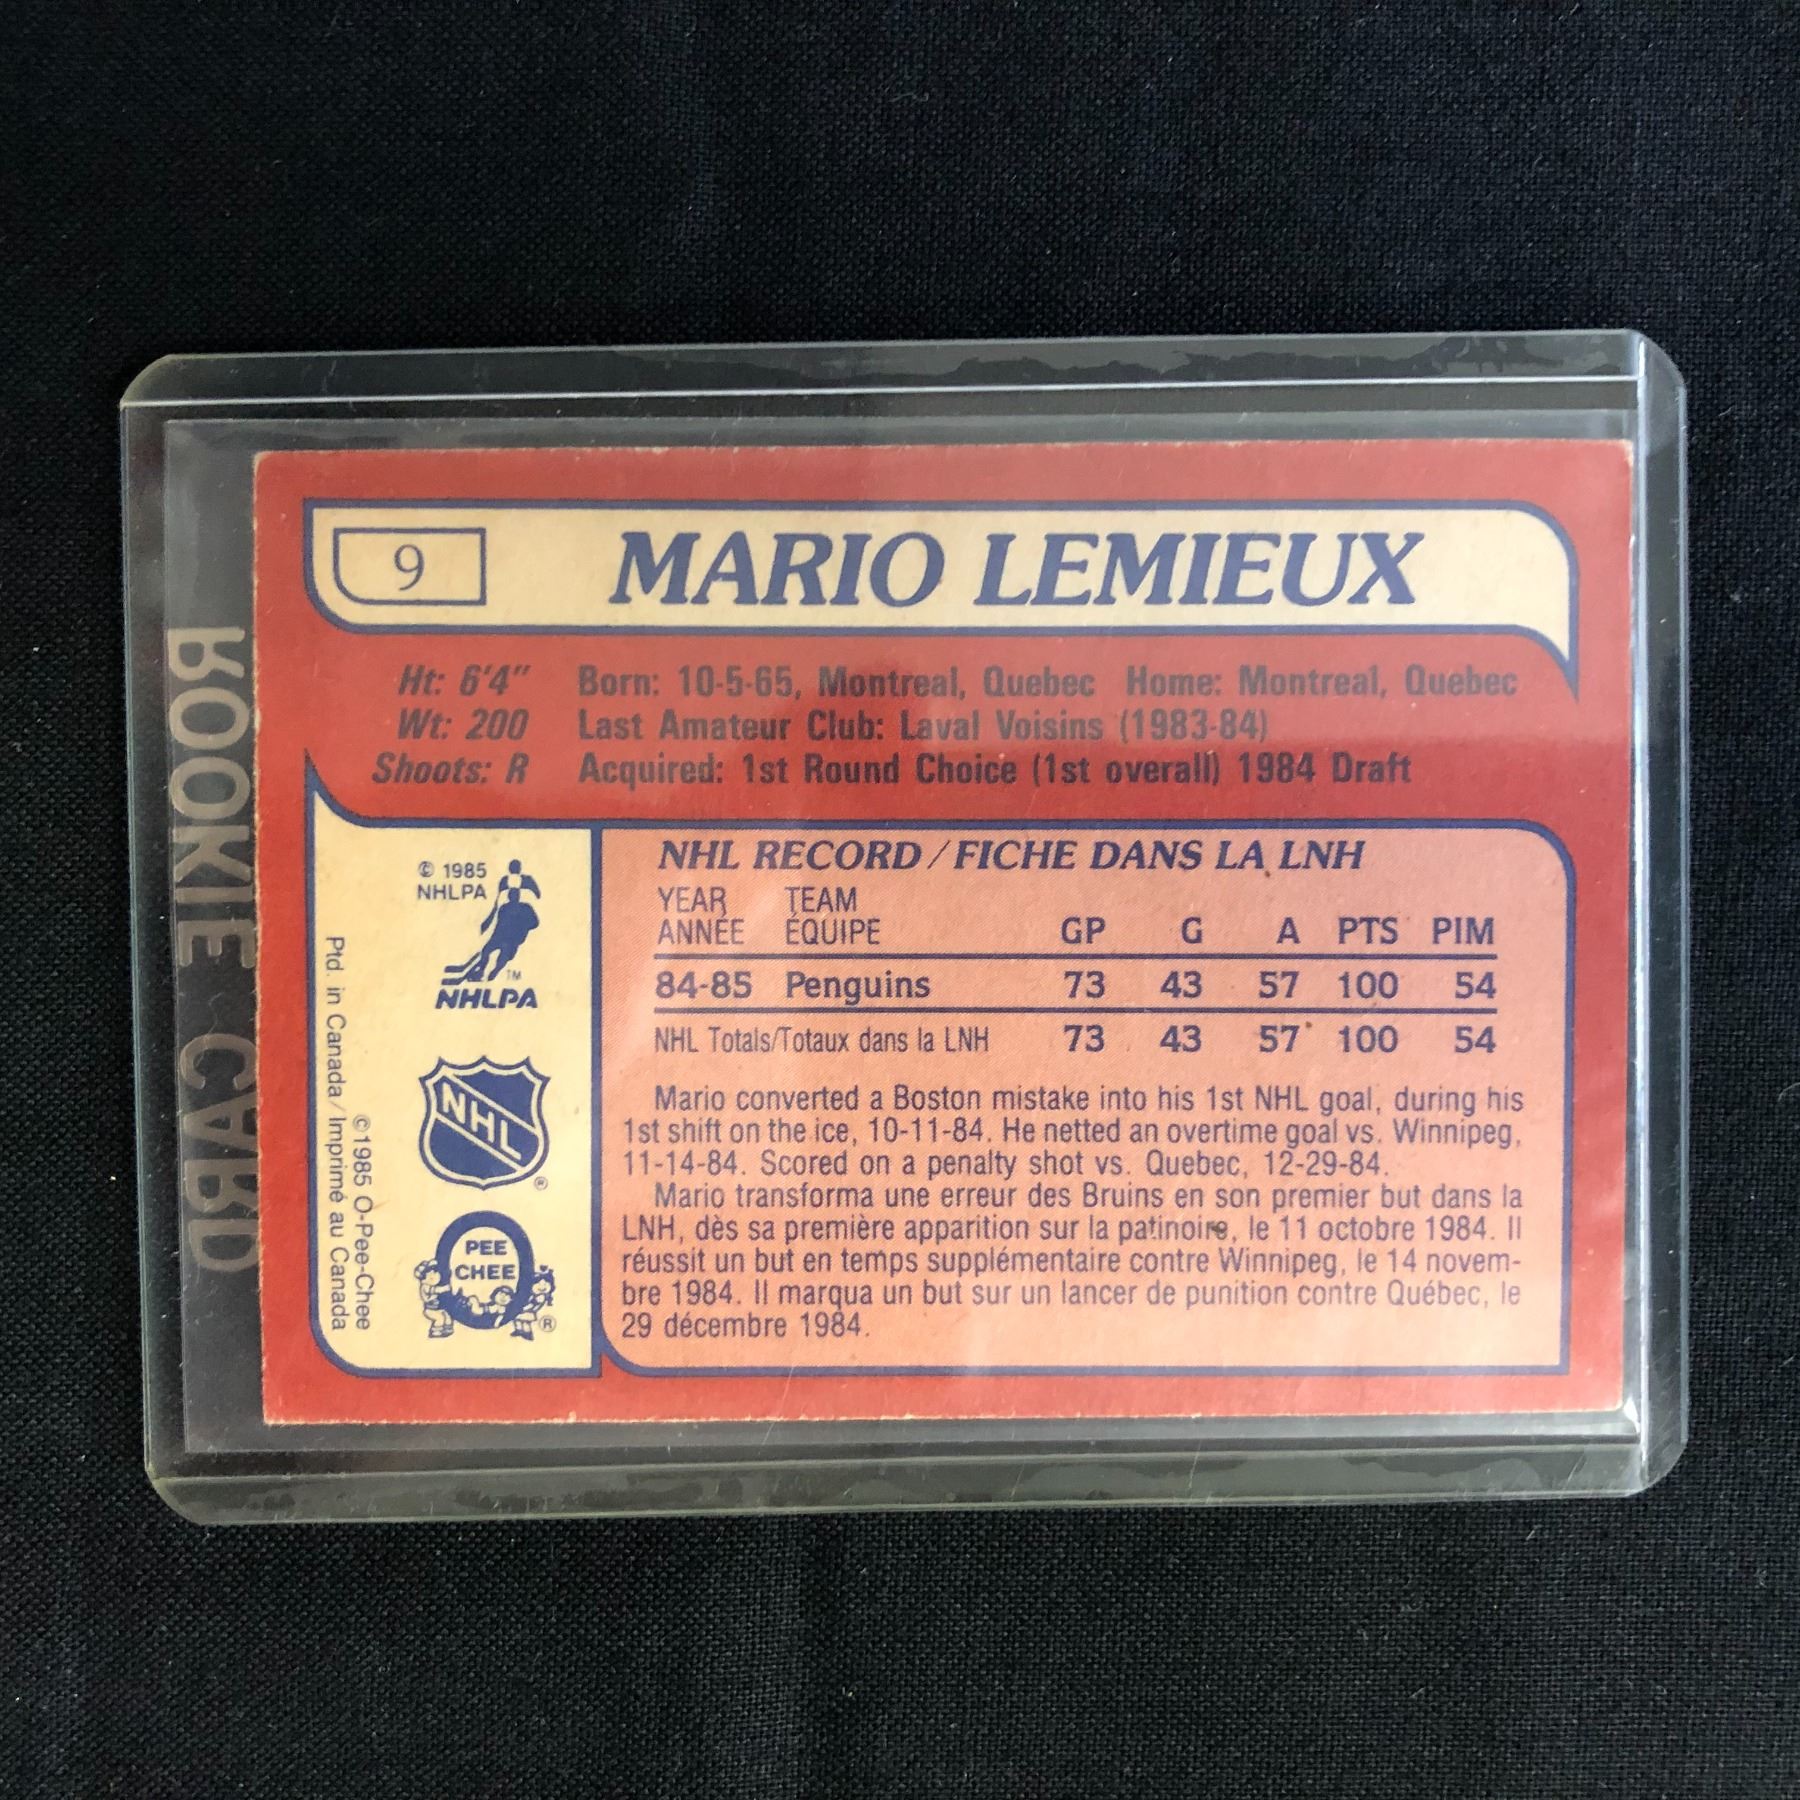 9
MARIO LEMIEUX
Ht: 6'4" Born: 10-5-65, Montreal, Quebec Home: Montreal, Quebec
Wt: 200 Last Amateur Club: Laval Voisins (1983-84)
Shoots: R Acquired: 1st Round Choice (1st overall) 1984 Draft
© 1985
NHLPA
TM
NHLPA
NHL
®
PEE
CHEE
®
©1985 O-Pee-Chee
Ptd. in Canada/Imprimé au Canada
NHL RECORD/FICHE DANS LA LNH
YEAR TEAM
ANNÉE ÉQUIPE GP G A PTS PIM
84-85 Penguins 73 43 57 100 54
NHL Totals/Totaux dans la LNH 73 43 57 100 54
Mario converted a Boston mistake into his 1st NHL goal, during his
1st shift on the ice, 10-11-84. He netted an overtime goal vs. Winnipeg,
11-14-84. Scored on a penalty shot vs. Quebec, 12-29-84.
Mario transforma une erreur des Bruins en son premier but dans la
LNH, dès sa première apparition sur la patinoire, le 11 octobre 1984. Il
réussit un but en temps supplémentaire contre Winnipeg, le 14 novem-
bre 1984. Il marqua un but sur un lancer de punition contre Québec, le
29 décembre 1984.
ROOKIE CARD